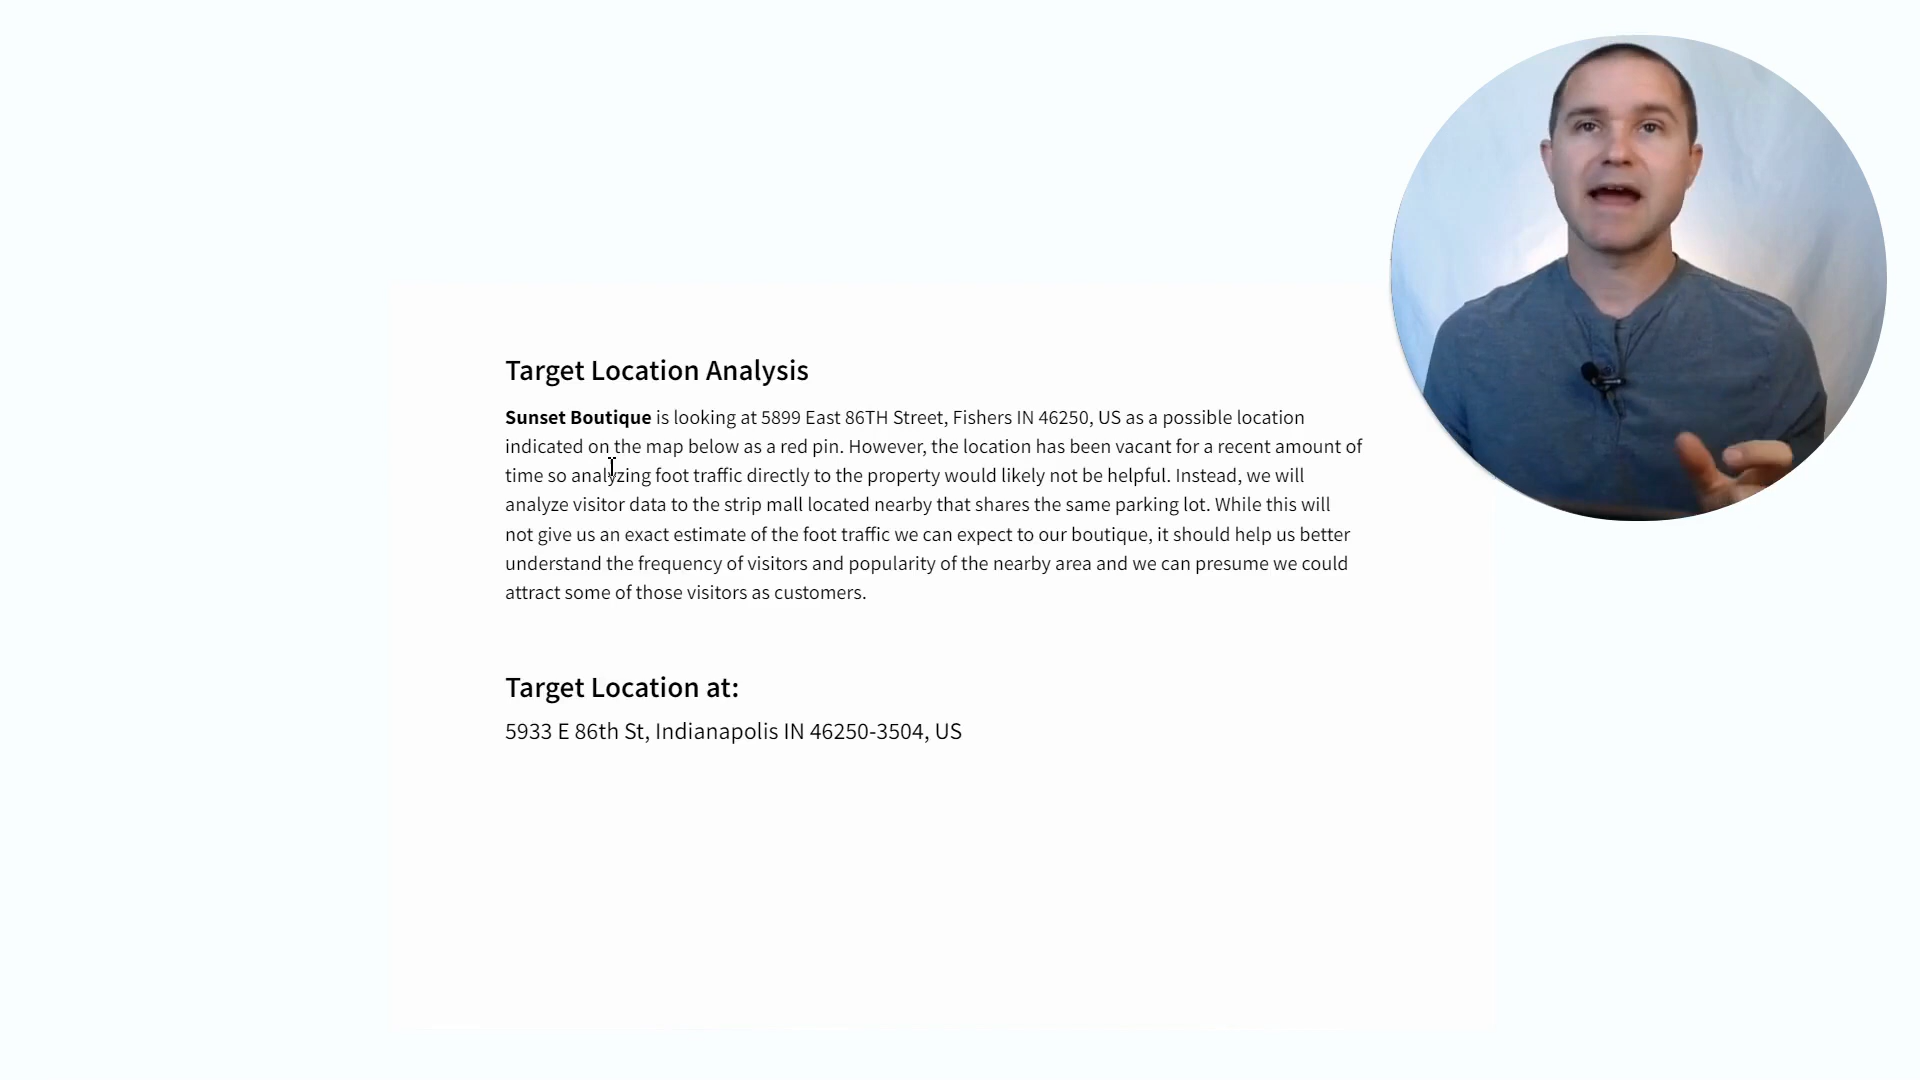 Target Location Analysis
Sunset Boutique is looking at 5899 East 86TH Street, Fishers IN 46250, US as a possible location
indicated on the map below as a red pin. However, the location has been vacant for a recent amount of
time so analyzing foot traffic directly to the property would likely not be helpful. Instead, we will
analyze visitor data to the strip mall located nearby that shares the same parking lot. While this will
not give us an exact estimate of the foot traffic we can expect to our boutique, it should help us better
understand the frequency of visitors and popularity of the nearby area and we can presume we could
attract some of those visitors as customers.
Target Location at:
5933 E 86th St, Indianapolis IN 46250-3504, US